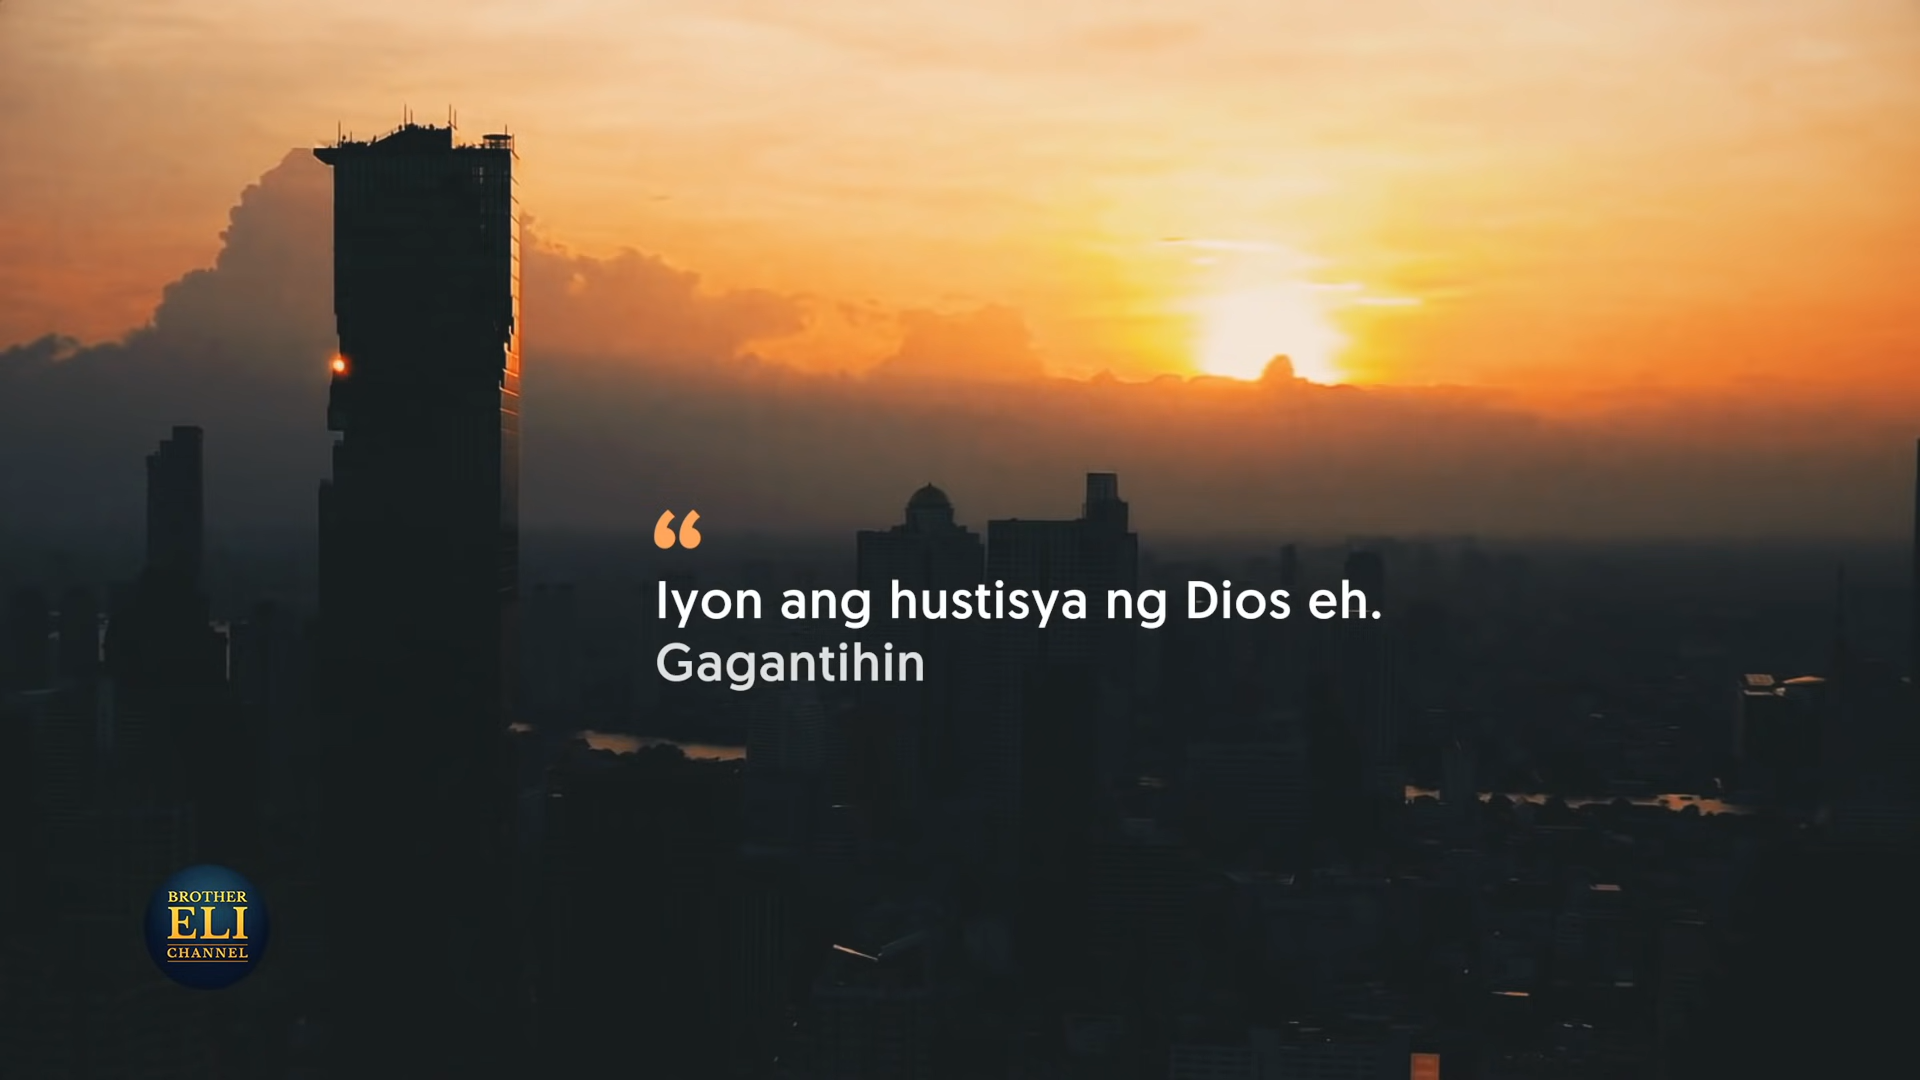 “
Iyon ang hustisya ng Dios eh.
Gagantihin
BROTHER
ELI
CHANNEL